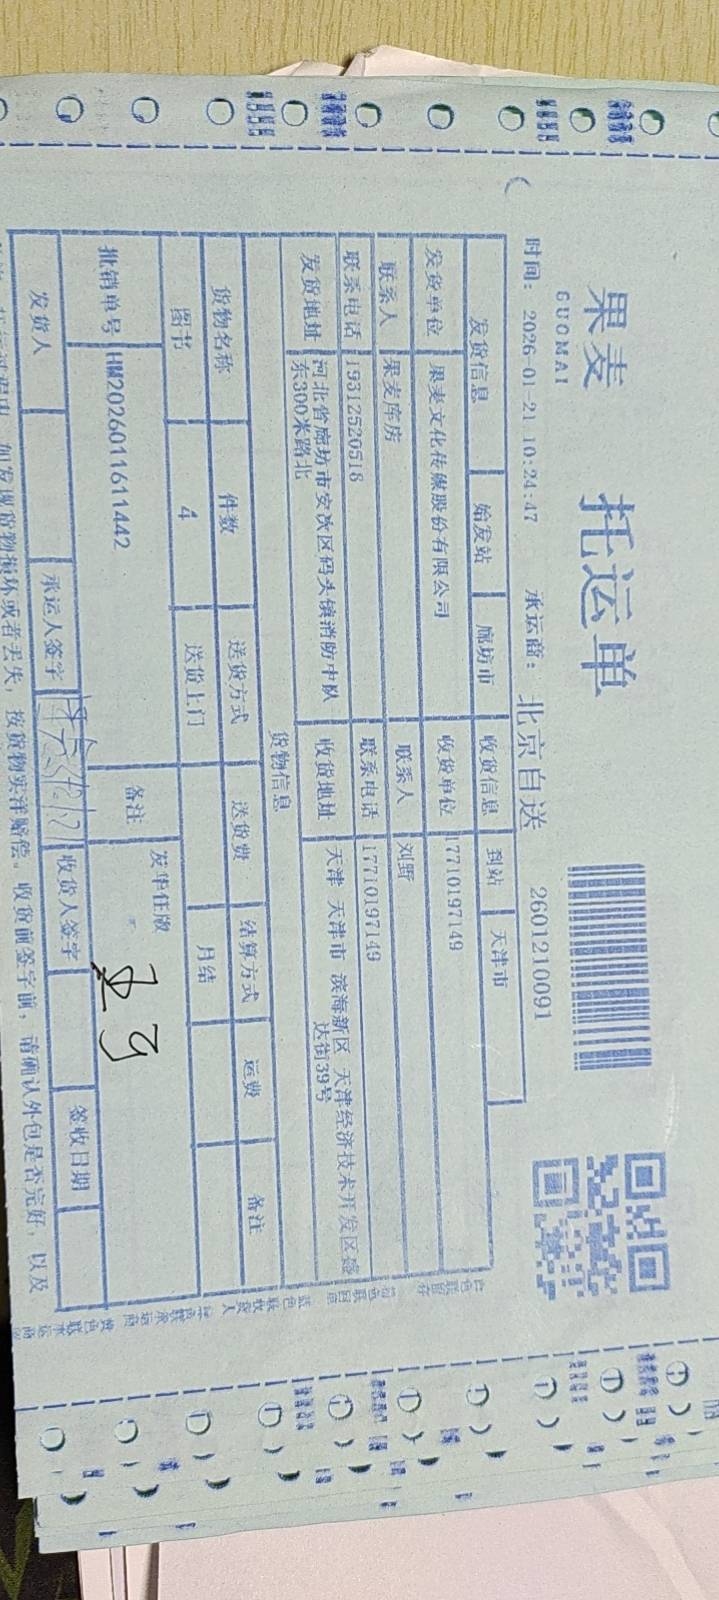 果麦 托运单
GUOMAI
时间: 2026-01-21 10:24:47 承运商: 北京自送 2601210091
发货信息 始发站 廊坊市 收货信息 到站 天津市
发货单位 果麦文化传媒股份有限公司 收货单位 17710197149
联系人 果麦库房 联系人 刘野
联系电话 19312520518 联系电话 17710197149
发货地址 河北省廊坊市安次区码头镇消防中队东300米路北 收货地址 天津 天津市 滨海新区 天津经济技术开发区盛达街39号
货物信息
货物名称 件数 送货方式 送货费 结算方式 运费 备注
图书 4 送货上门 月结
批销单号 HM2026011611442 备注 发华任版
发货人 承运人签字 收货人签字 签收日期
如发现货物损坏或者丢失, 按货物实洋赔偿。收货前签字前, 请确认外包是否完好, 以及